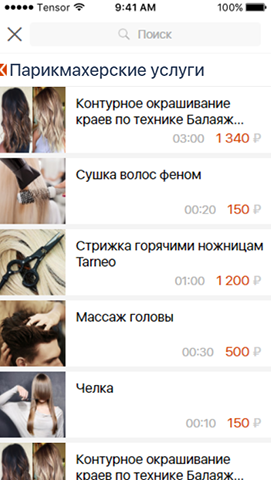 Tensor 9:41 AM 100%
Поиск
Парикмахерские услуги
Контурное окрашивание
краев по технике Балаяж...
03:00 1 340 ₽
Сушка волос феном
00:20 150 ₽
Стрижка горячими ножницам
Tarneo
01:00 1 200 ₽
Массаж головы
00:30 500 ₽
Челка
00:10 150 ₽
Контурное окрашивание
краев по технике Балаяж...